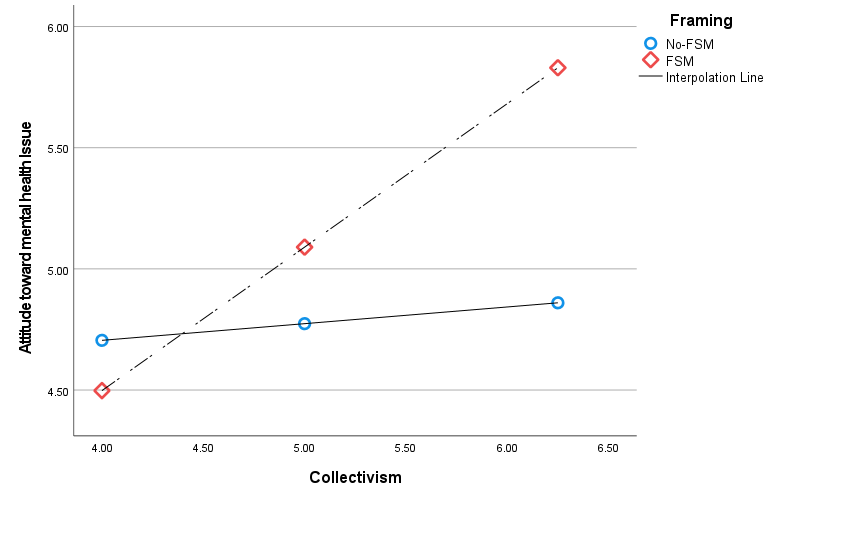 Framing
No-FSM
FSM
Interpolation Line
Attitude toward mental health Issue
6.00
5.50
5.00
4.50
4.00 4.50 5.00 5.50 6.00 6.50
Collectivism